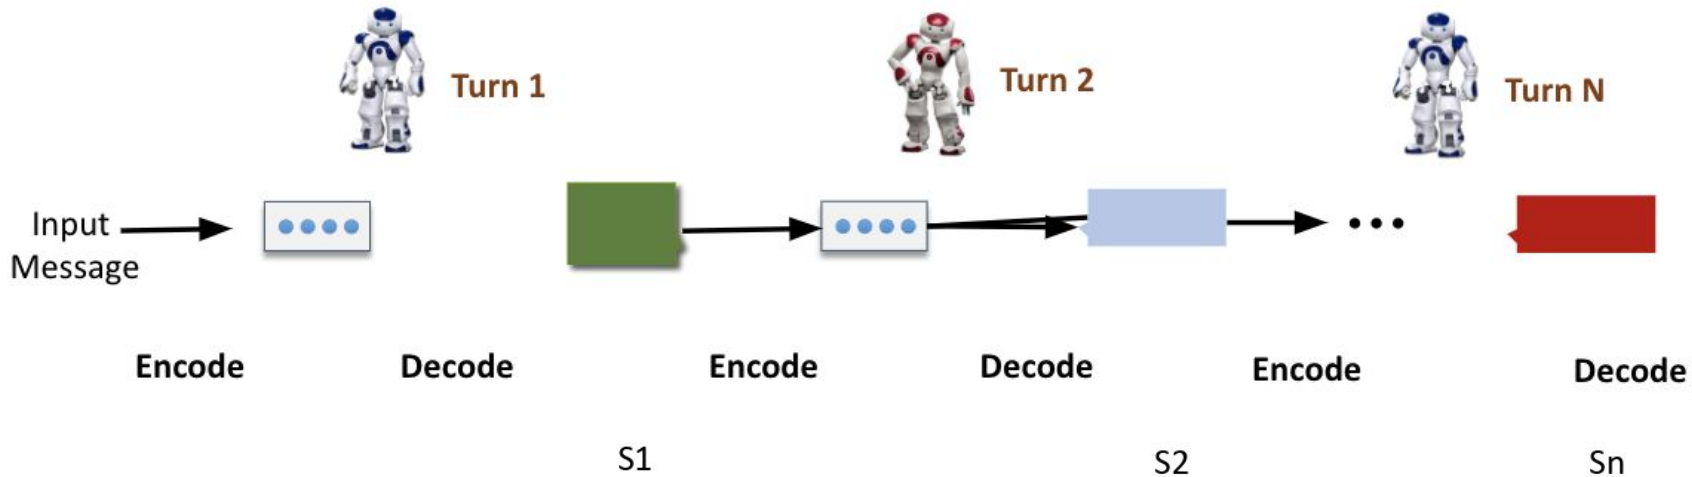 Turn 1
Turn 2
Turn N
Input
Message
Encode
Decode
Encode
Decode
Encode
Decode
S1
S2
Sn